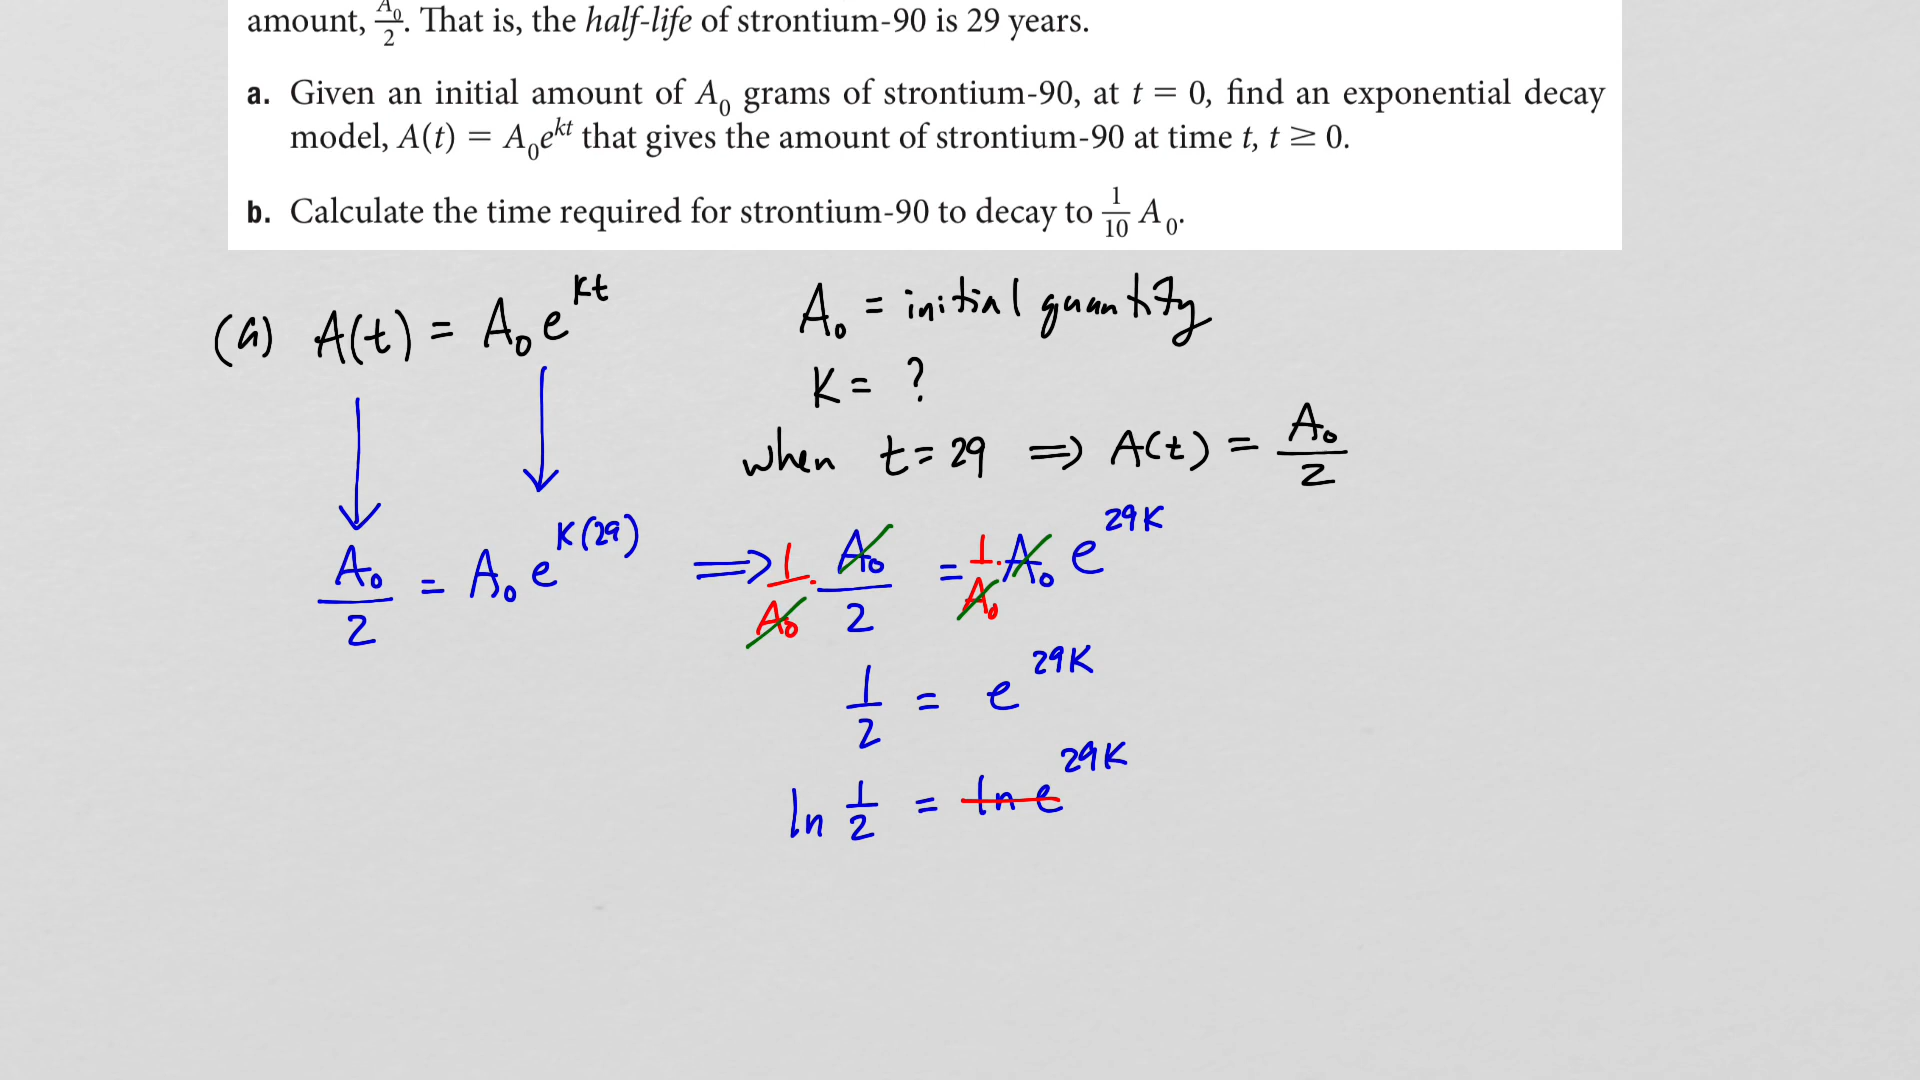 amount, A₀/2. That is, the half-life of strontium-90 is 29 years.
a. Given an initial amount of A₀ grams of strontium-90, at t = 0, find an exponential decay
model, A(t) = A₀eᵏᵗ that gives the amount of strontium-90 at time t, t ≥ 0.
b. Calculate the time required for strontium-90 to decay to 1/10 A₀.
(a) A(t) = A₀e^(kt)
A₀ = initial quantity
K = ?
when t = 29 ⟹ A(t) = A₀/2
A₀/2 = A₀e^(K(29)) ⟹ 1/A₀ · A₀/2 = 1/A₀ · A₀e^(29K)
1/2 = e^(29K)
ln 1/2 = ln e^(29K)